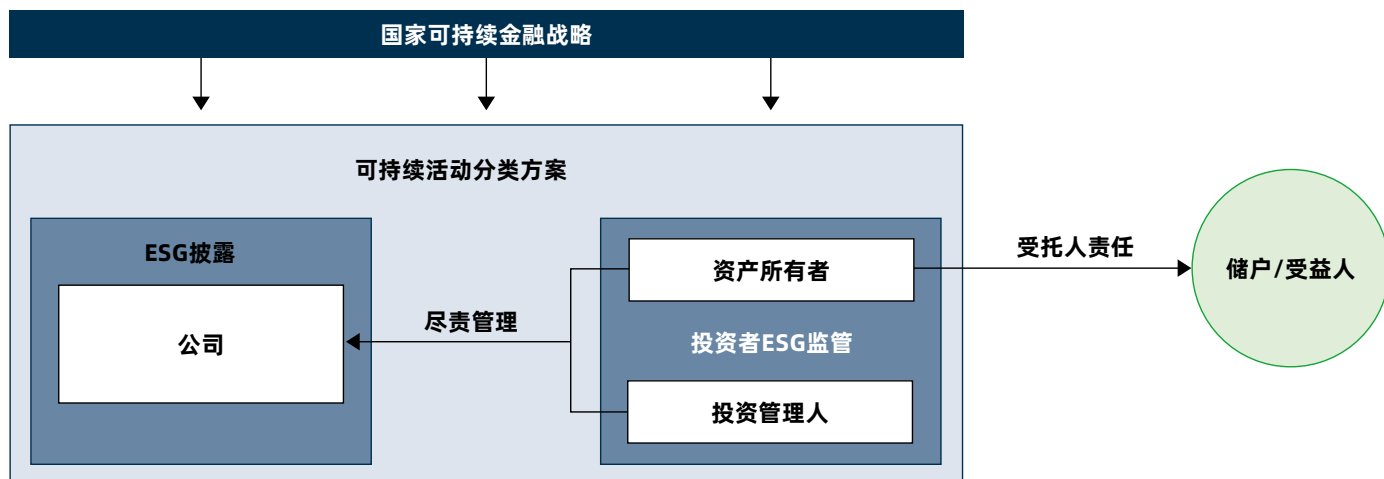 国家可持续金融战略
可持续活动分类方案
ESG披露
公司
尽责管理
资产所有者
投资者ESG监管
投资管理人
受托人责任
储户/受益人